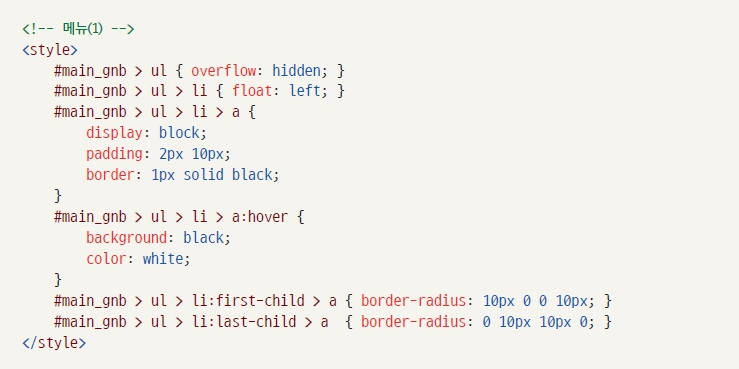 <!-- 메뉴(1) -->
<style>
    #main_gnb > ul { overflow: hidden; }
    #main_gnb > ul > li { float: left; }
    #main_gnb > ul > li > a {
        display: block;
        padding: 2px 10px;
        border: 1px solid black;
    }
    #main_gnb > ul > li > a:hover {
        background: black;
        color: white;
    }
    #main_gnb > ul > li:first-child > a { border-radius: 10px 0 0 10px; }
    #main_gnb > ul > li:last-child > a  { border-radius: 0 10px 10px 0; }
</style>